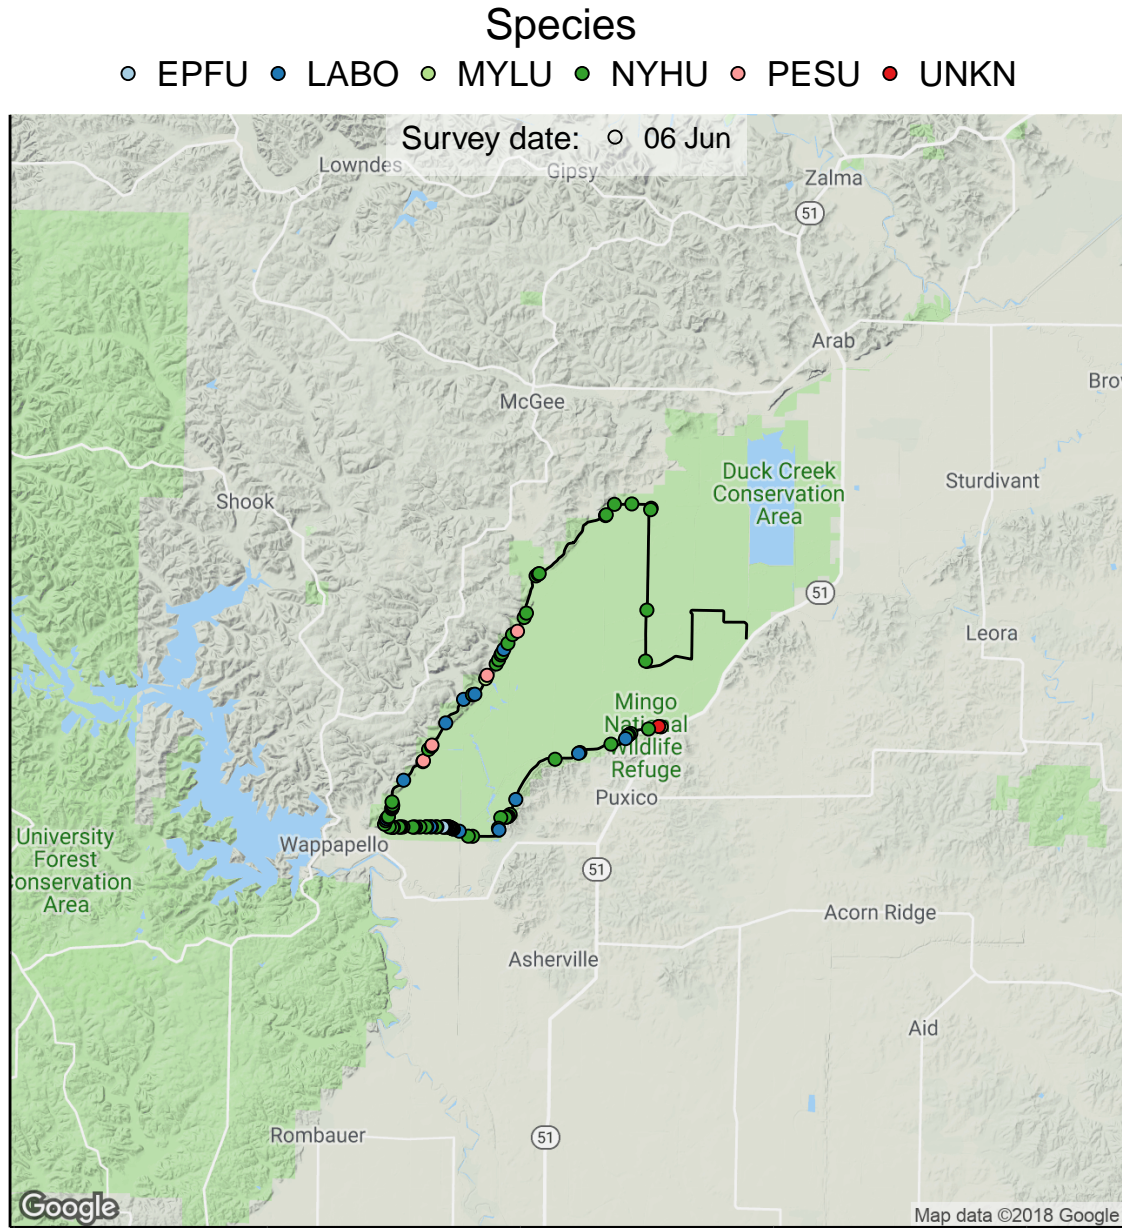 Species
EPFU LABO MYLU NYHU PESU UNKN
Survey date: 06 Jun
Lowndes
Gipsy
Zalma
51
Arab
McGee
Bro
Duck Creek
Conservation
Area
Sturdivant
Shook
51
Leora
Mingo
National
Wildlife
Refuge
Puxico
University
Forest
onservation
Area
Wappapello
51
Acorn Ridge
Asherville
Aid
Rombauer
51
Google
Map data ©2018 Google